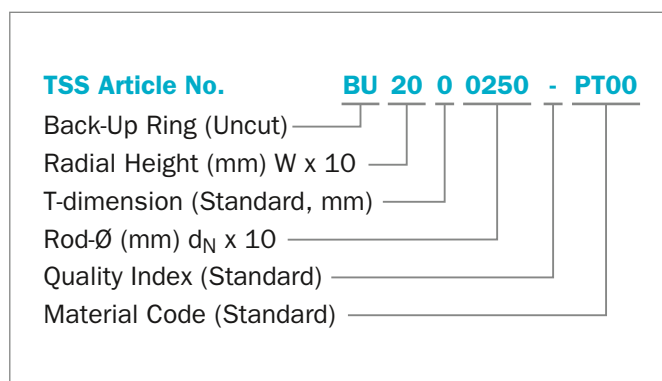 TSS Article No. BU 20 0 0250 - PT00
Back-Up Ring (Uncut)
Radial Height (mm) W x 10
T-dimension (Standard, mm)
Rod-Ø (mm) dN x 10
Quality Index (Standard)
Material Code (Standard)